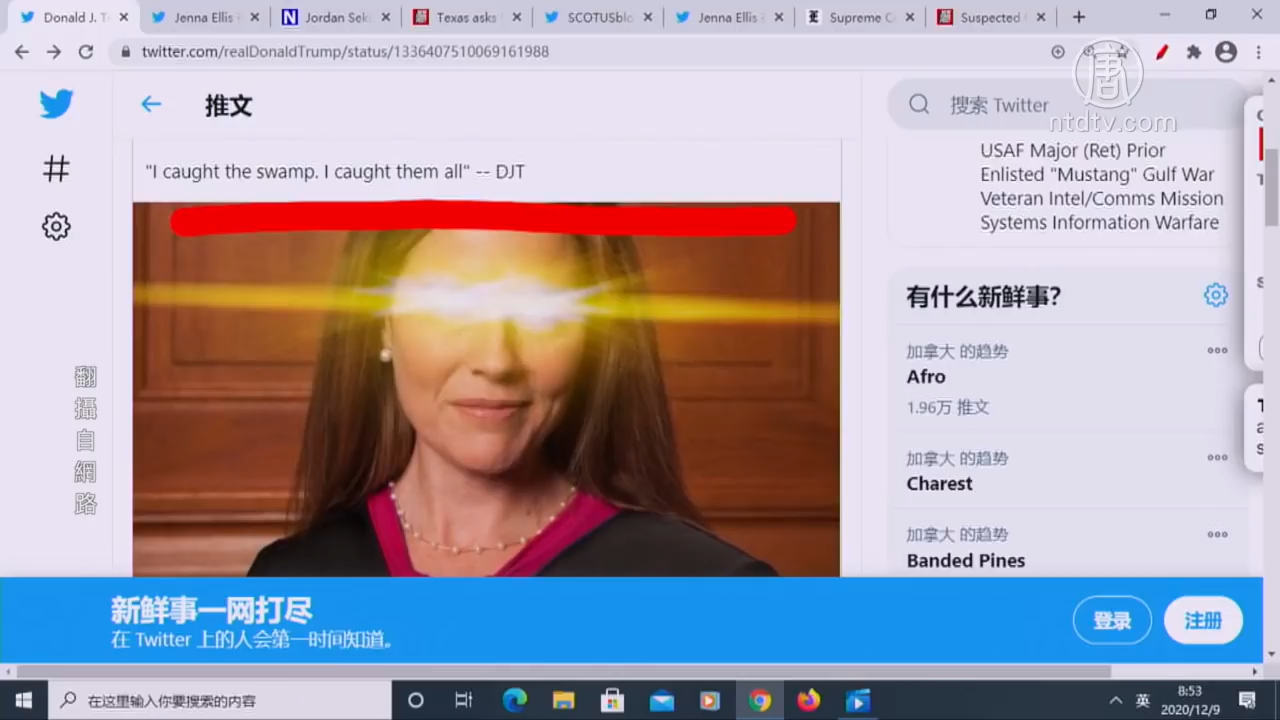 Donald J. T
Jenna Ellis
Jordan Sek
Texas asks
SCOTUSblo
Jenna Ellis
Supreme C
Suspected
twitter.com/realDonaldTrump/status/1336407510069161988
唐
ntdtv.com
推文
搜索 Twitter
"I caught the swamp. I caught them all“ -- DJT
USAF Major (Ret) Prior
Enlisted "Mustang" Gulf War
Veteran Intel/Comms Mission
Systems Information Warfare
有什么新鲜事?
加拿大 的趋势
Afro
1.96万 推文
加拿大 的趋势
Charest
加拿大 的趋势
Banded Pines
翻
攝
自
網
路
新鲜事一网打尽
在 Twitter 上的人会第一时间知道。
登录
注册
在这里输入你要搜索的内容
英
8:53
2020/12/9